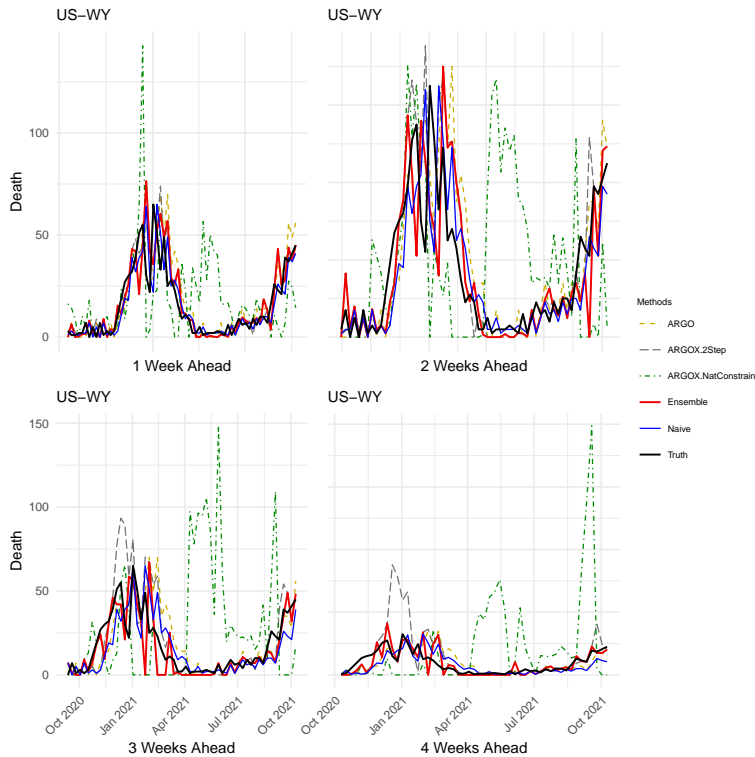 US−WY
US−WY
Death
100
50
0
1 Week Ahead
2 Weeks Ahead
Methods
ARGO
ARGOX.2Step
ARGOX.NatConstrain
Ensemble
Naive
Truth
US−WY
US−WY
Death
150
100
50
0
Oct 2020
Jan 2021
Apr 2021
Jul 2021
Oct 2021
Oct 2020
Jan 2021
Apr 2021
Jul 2021
Oct 2021
3 Weeks Ahead
4 Weeks Ahead